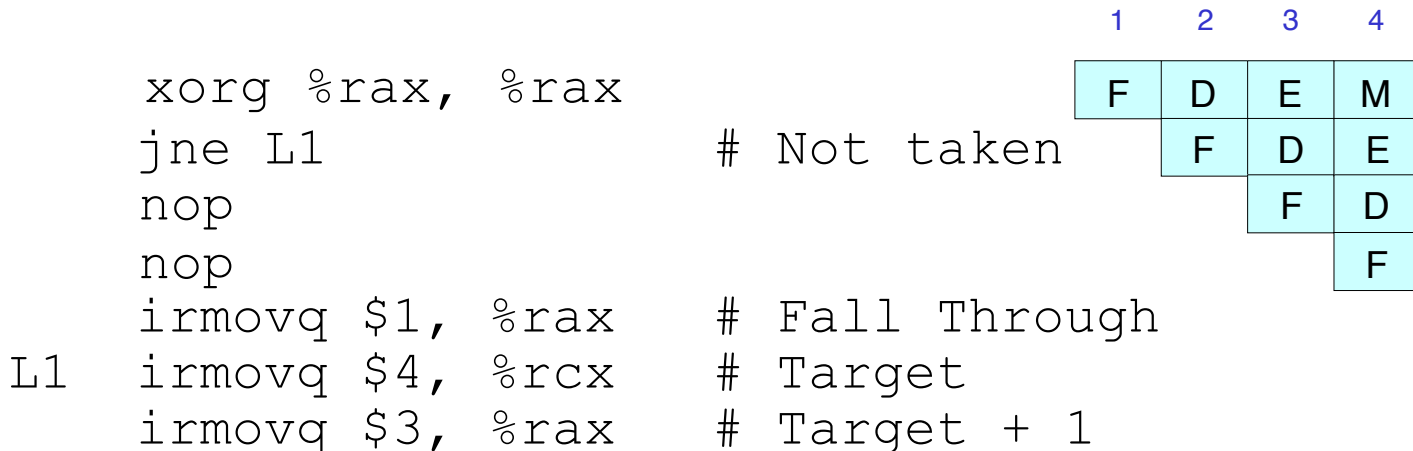 1 2 3 4
xorg %rax, %rax F D E M
jne L1 # Not taken F D E
nop F D
nop F
irmovq $1, %rax # Fall Through
L1 irmovq $4, %rcx # Target
irmovq $3, %rax # Target + 1